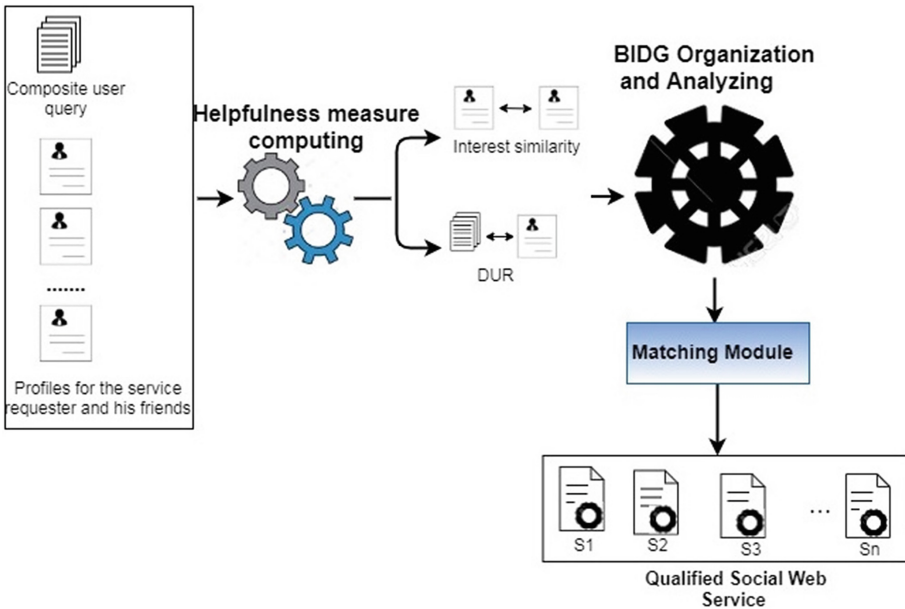 Composite user
query
.......
Profiles for the service
requester and his friends
Helpfulness measure
computing
Interest similarity
DUR
BIDG Organization
and Analyzing
Matching Module
S1
S2
S3
...
Sn
Qualified Social Web
Service